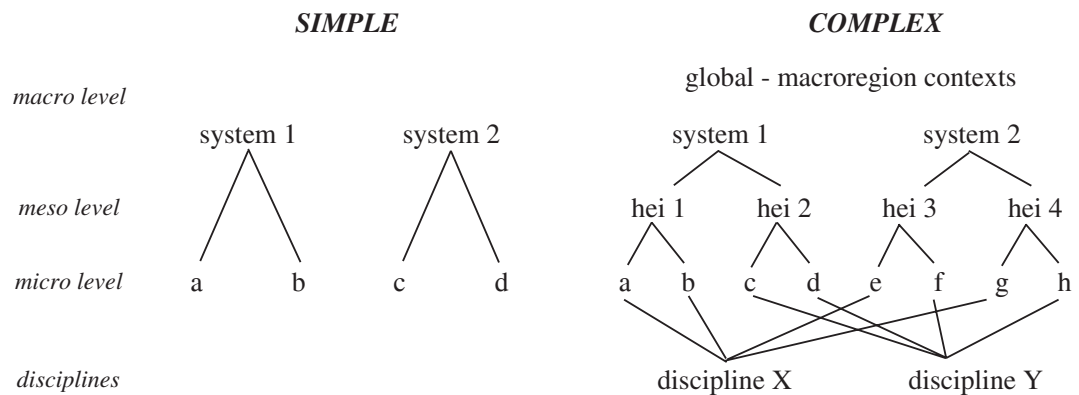 SIMPLE COMPLEX
macro level global - macroregion contexts
system 1 system 2 system 1 system 2
meso level hei 1 hei 2 hei 3 hei 4
micro level a b c d a b c d e f g h
disciplines discipline X discipline Y